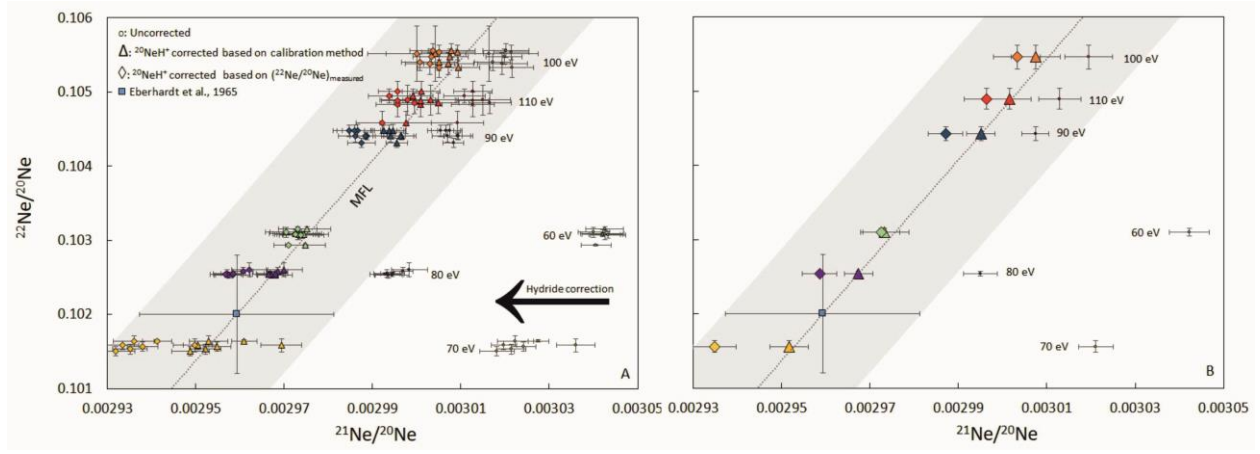 0.106
0.105
0.104
0.103
0.102
0.101
²²Ne/²⁰Ne
○: Uncorrected
Δ: ²⁰NeH⁺ corrected based on calibration method
◇: ²⁰NeH⁺ corrected based on (²²Ne/²⁰Ne)measured
Eberhardt et al., 1965
100 eV
110 eV
90 eV
MFL
60 eV
80 eV
Hydride correction
70 eV
A
0.00293 0.00295 0.00297 0.00299 0.00301 0.00303 0.00305
²¹Ne/²⁰Ne
100 eV
110 eV
90 eV
60 eV
80 eV
70 eV
B
0.00293 0.00295 0.00297 0.00299 0.00301 0.00303 0.00305
²¹Ne/²⁰Ne